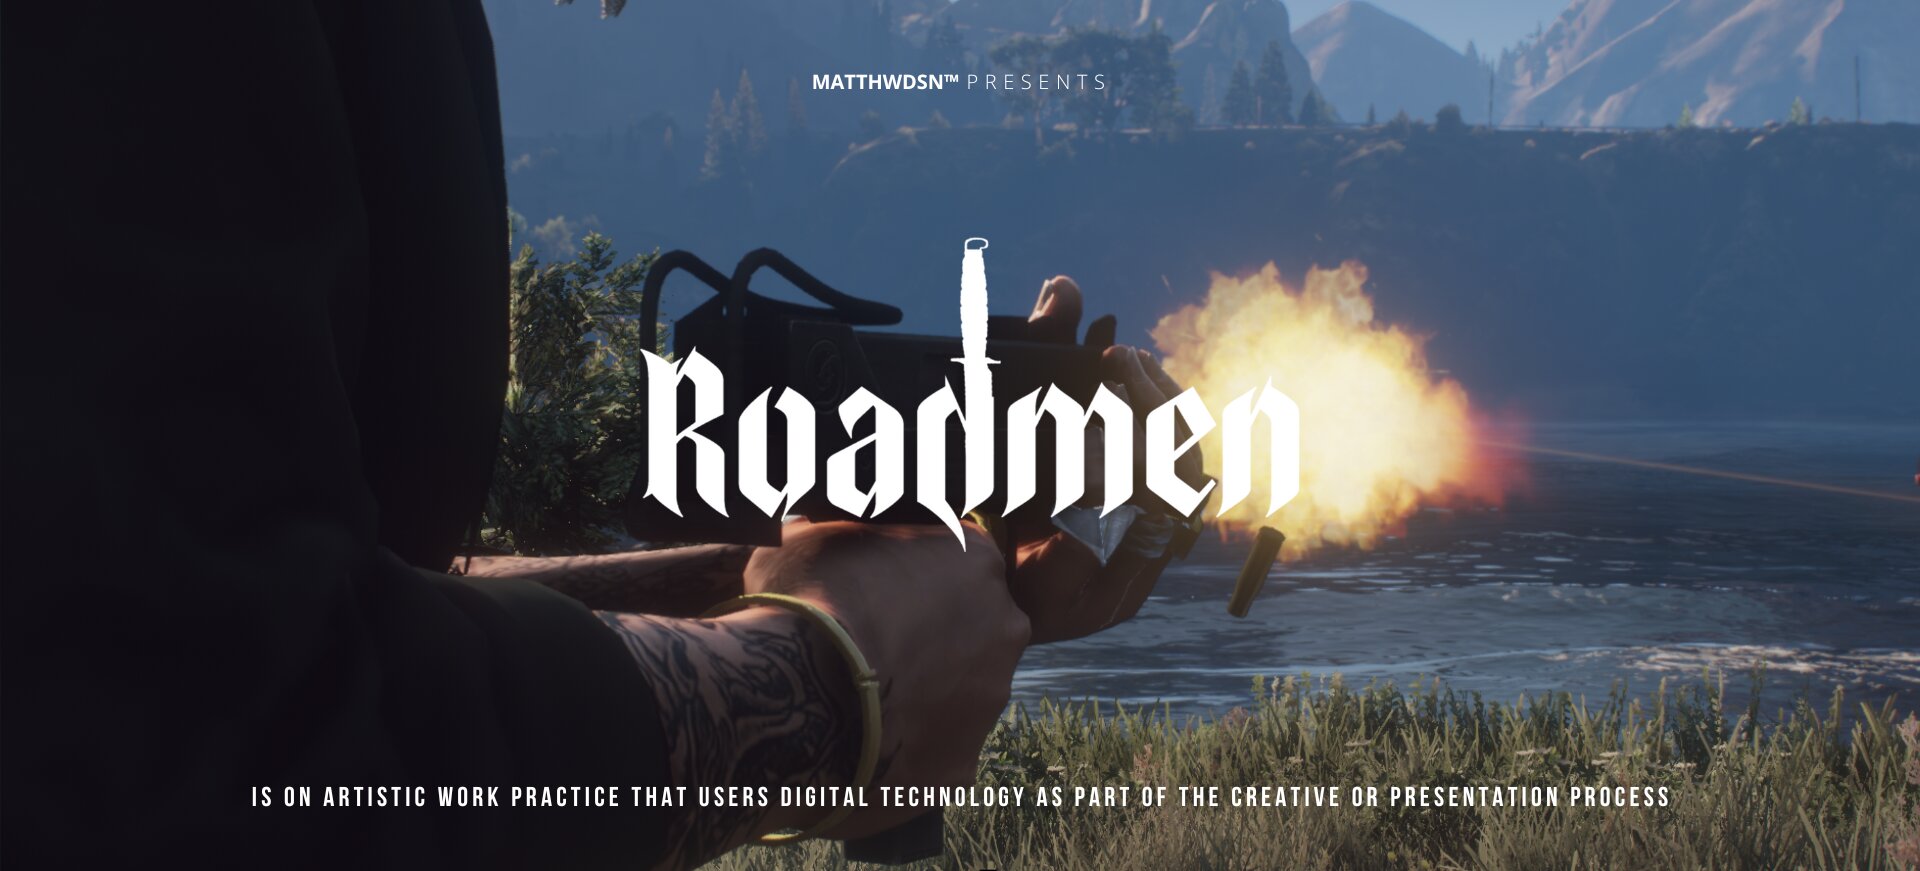 MATTHWDSN™ PRESENTS
Roadmen
IS ON ARTISTIC WORK PRACTICE THAT USERS DIGITAL TECHNOLOGY AS PART OF THE CREATIVE OR PRESENTATION PROCESS